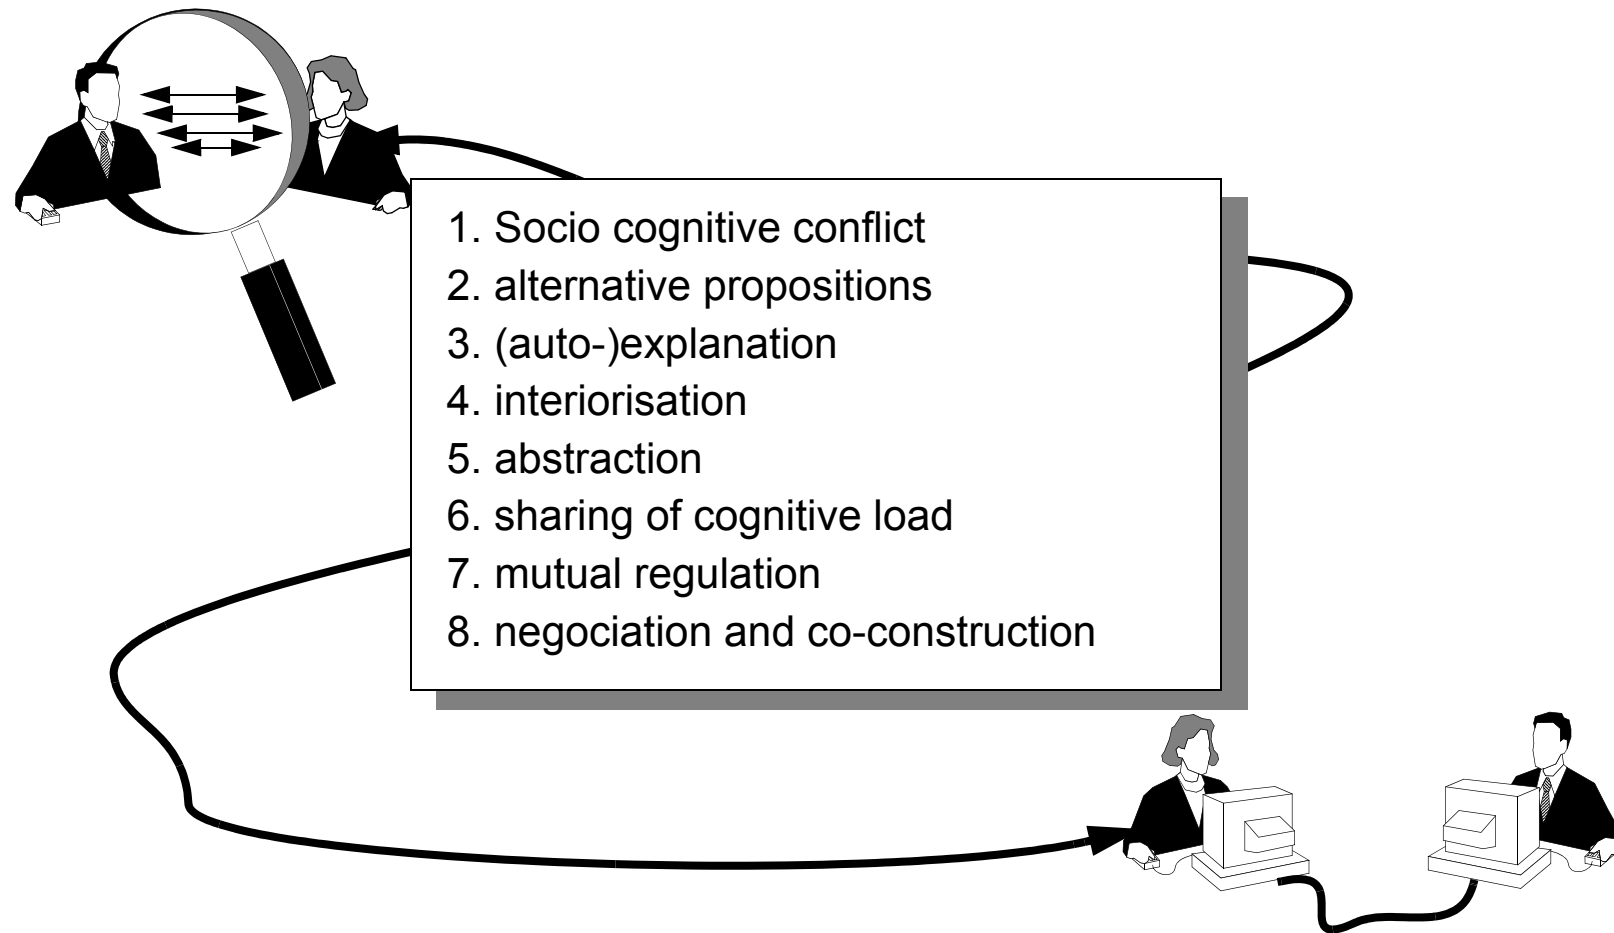 1. Socio cognitive conflict
2. alternative propositions
3. (auto-)explanation
4. interiorisation
5. abstraction
6. sharing of cognitive load
7. mutual regulation
8. negociation and co-construction